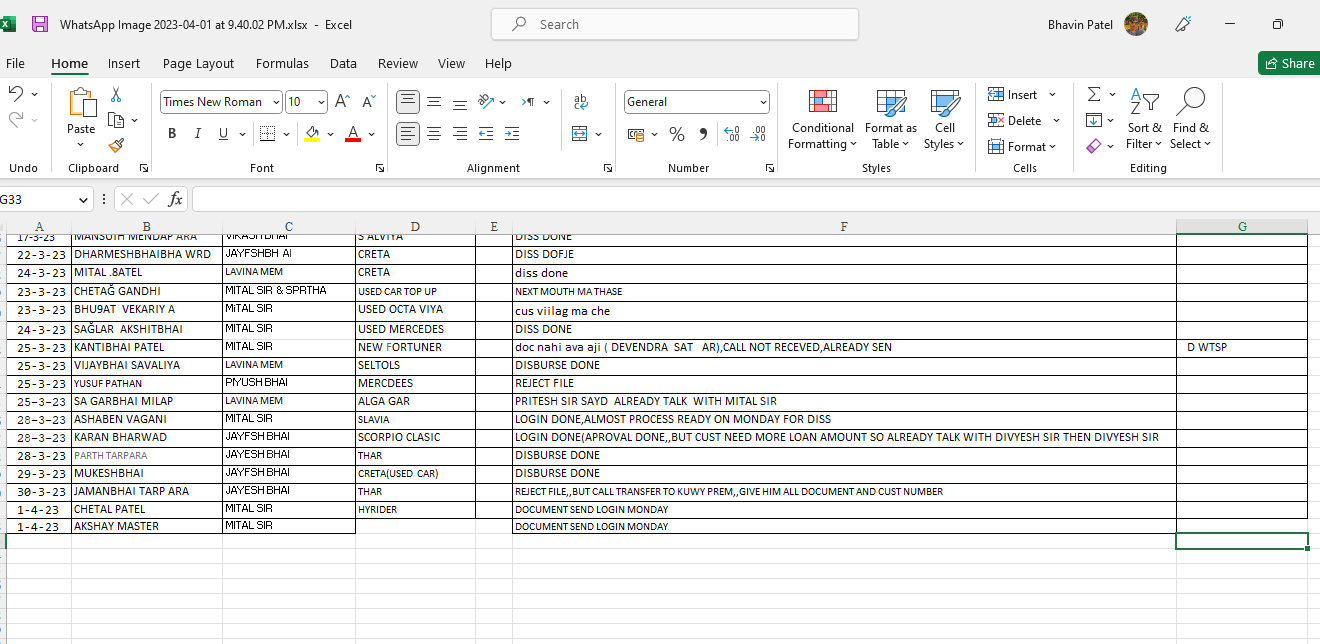 WhatsApp Image 2023-04-01 at 9.40.02 PM.xlsx - Excel
Search
Bhavin Patel
File Home Insert Page Layout Formulas Data Review View Help
Share
Times New Roman 10
General
Paste
Conditional Formatting
Format as Table
Cell Styles
Insert
Delete
Format
Sort & Filter
Find & Select
Undo Clipboard Font Alignment Number Styles Cells Editing
G33 fx
A B C D E F G
17-3-23 MANSUTH MENDAP ARA VIKASHBHAI S ALVIYA DISS DONE
22-3-23 DHARMESHBHAIBHA WRD JAYFSHBH AI CRETA DISS DOFJE
24-3-23 MITAL .8ATEL LAVINA MEM CRETA diss done
23-3-23 CHETAĞ GANDHI MITAL SIR & SPRTHA USED CAR TOP UP NEXT MOUTH MA THASE
23-3-23 BHU9AT VEKARIY A MiTAL SIR USED OCTA VIYA cus viilag ma che
24-3-23 SAĞLAR AKSHITBHAI MITAL SIR USED MERCEDES DISS DONE
25-3-23 KANTIBHAI PATEL MITAL SIR NEW FORTUNER doc nahi ava aji ( DEVENDRA SAT AR),CALL NOT RECEVED,ALREADY SEN D WTSP
25-3-23 VIJAYBHAI SAVALIYA LAVINA MEM SELTOLS DISBURSE DONE
25-3-23 YUSUF PATHAN PIYUSH BHAI MERCDEES REJECT FILE
25-3-23 SA GARBHAI MILAP LAVINA MEM ALGA GAR PRITESH SIR SAYD ALREADY TALK WITH MITAL SIR
28-3-23 ASHABEN VAGANI MITAL SIR SLAVIA LOGIN DONE,ALMOST PROCESS READY ON MONDAY FOR DISS
28-3-23 KARAN BHARWAD JAYFSH BHAI SCORPIO CLASIC LOGIN DONE(APROVAL DONE,,BUT CUST NEED MORE LOAN AMOUNT SO ALREADY TALK WITH DIVYESH SIR THEN DIVYESH SIR
28-3-23 PARTH TARPARA JAYESH BHAI THAR DISBURSE DONE
29-3-23 MUKESHBHAI JAYFSH BHAI CRETA(USED CAR) DISBURSE DONE
30-3-23 JAMANBHAI TARP ARA JAYESH BHAI THAR REJECT FILE,,BUT CALL TRANSFER TO KUWY PREM,,GIVE HIM ALL DOCUMENT AND CUST NUMBER
1-4-23 CHETAL PATEL MITAL SIR HYRIDER DOCUMENT SEND LOGIN MONDAY
1-4-23 AKSHAY MASTER MITAL SIR DOCUMENT SEND LOGIN MONDAY